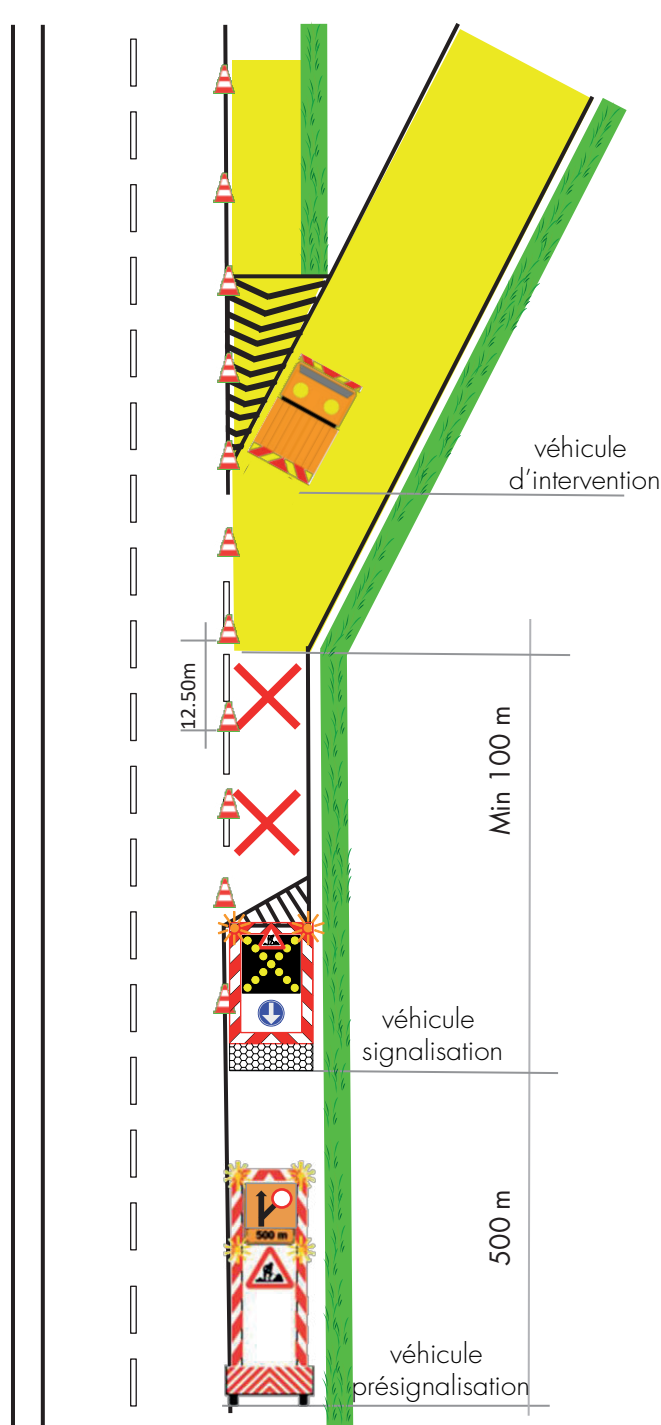 véhicule
d'intervention
12.50m
Min 100 m
véhicule
signalisation
500 m
500 m
véhicule
présignalisation